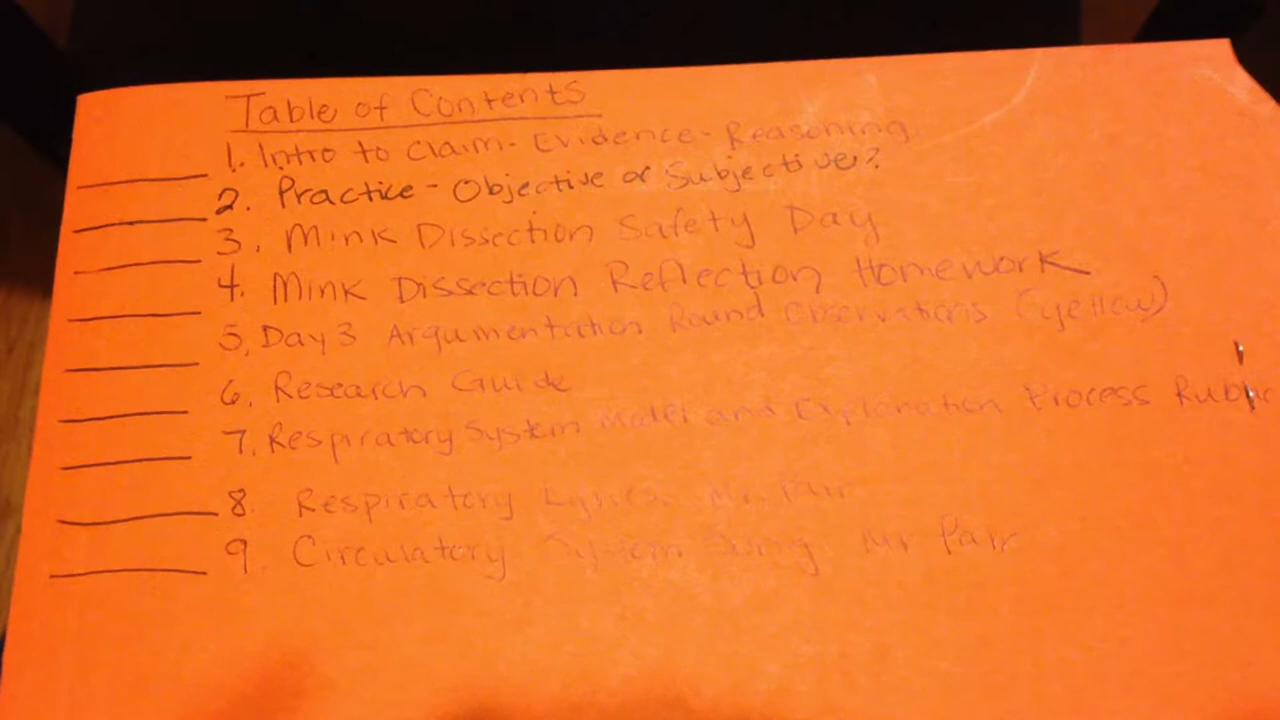 Table of Contents
1. Intro to Claim-Evidence-Reasoning
2. Practice - Objective or Subjective?
3. Mink Dissection Safety Day
4. Mink Dissection Reflection Homework
5. Day 3 Argumentation Round Observations (yellow)
6. Research Guide
7. Respiratory System Model and Explanation Process Rubric
8. Respiratory Lyrics Mr. Parr
9. Circulatory System Song Mr Parr